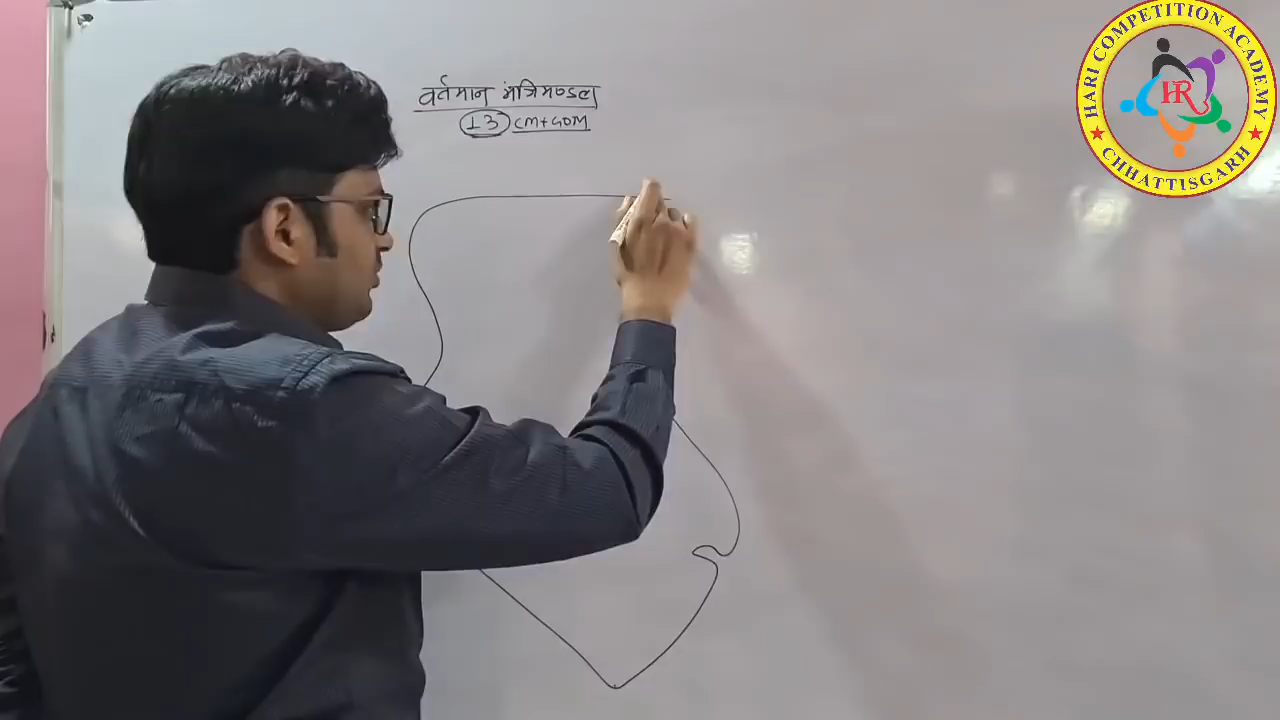 वर्तमान मंत्रिमण्डल
13 CM+GOM
HARI COMPETITION ACADEMY
HR
★ CHHATTISGARH ★